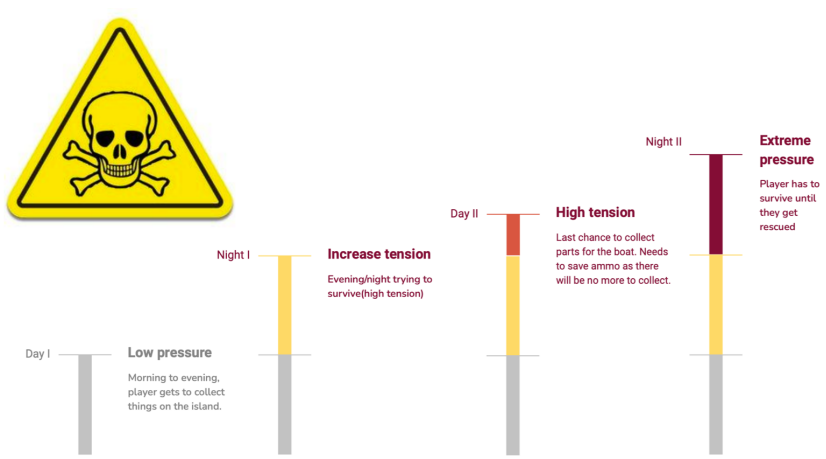 Day I
Low pressure
Morning to evening,
player gets to collect
things on the island.
Night I
Increase tension
Evening/night trying to
survive(high tension)
Day II
High tension
Last chance to collect
parts for the boat. Needs
to save ammo as there
will be no more to collect.
Night II
Extreme
pressure
Player has to
survive until
they get
rescued